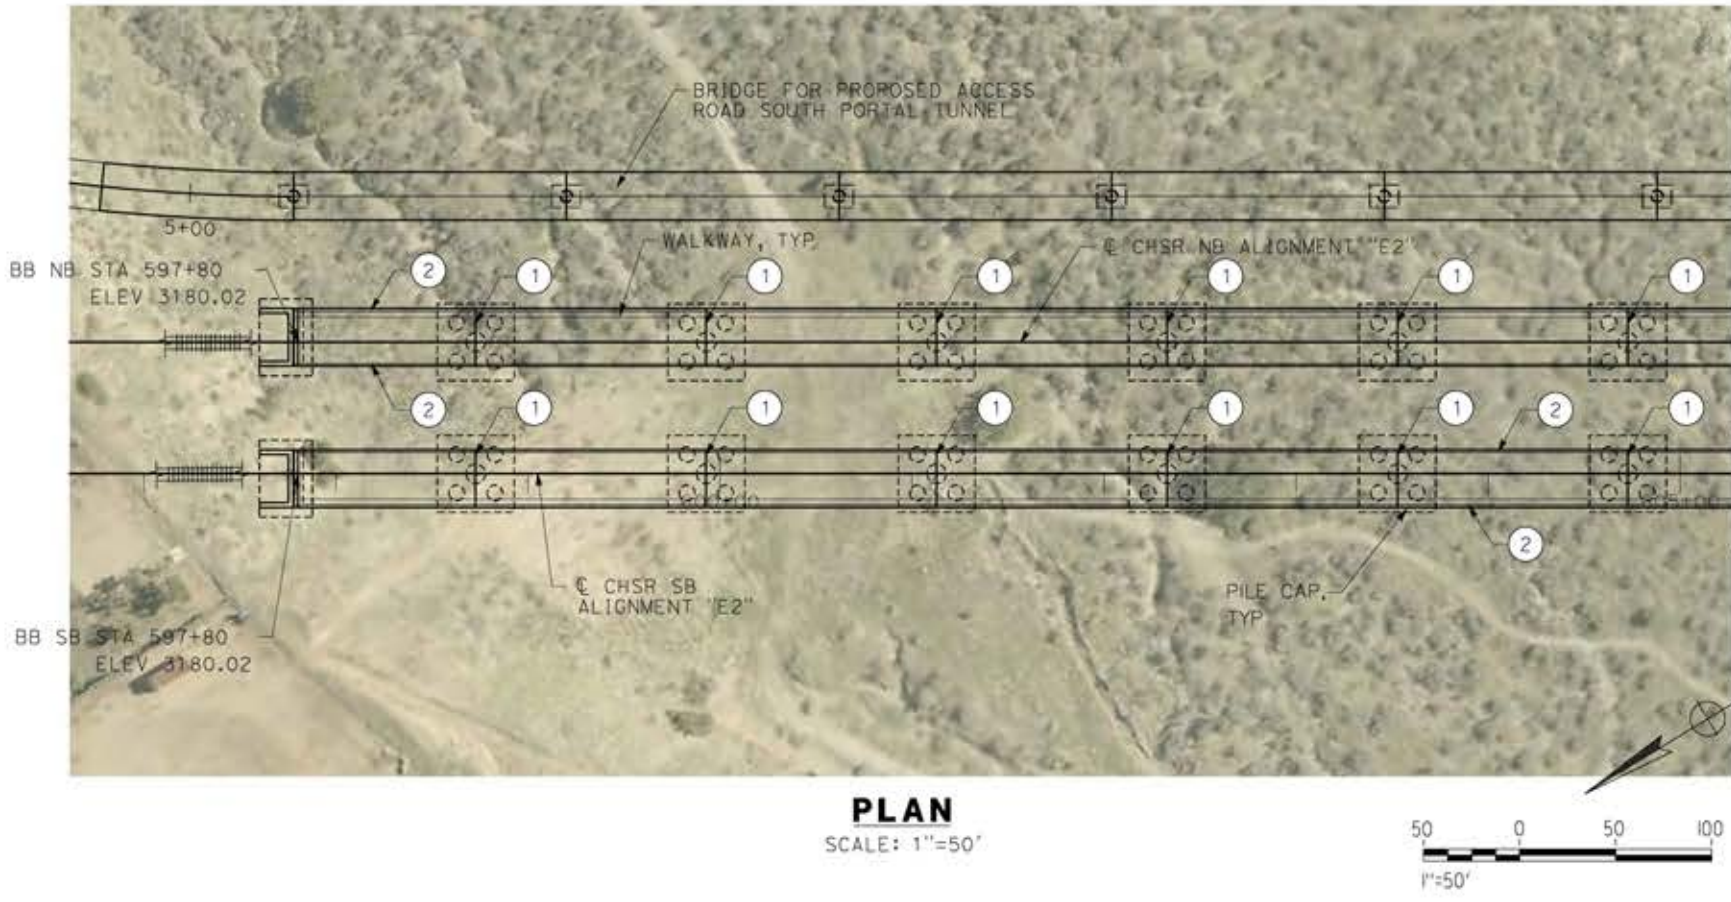 BRIDGE FOR PROPOSED ACCESS
ROAD SOUTH PORTAL TUNNEL
5+00
WALKWAY, TYP
℄ CHSR NB ALIGNMENT "E2"
BB NB STA 597+80
ELEV 3180.02
2
1
1
1
1
1
1
2
1
1
1
1
1
2
1
2
℄ CHSR SB
ALIGNMENT "E2"
PILE CAP,
TYP
BB SB STA 597+80
ELEV 3180.02
PLAN
SCALE: 1"=50'
50 0 50 100
1"=50'